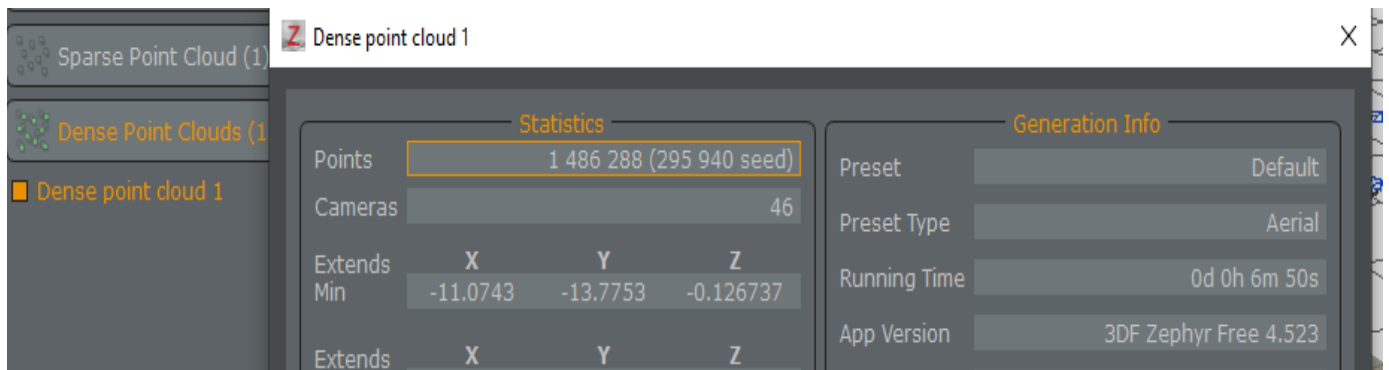 Sparse Point Cloud (1)
Dense Point Clouds (1
Dense point cloud 1
Z Dense point cloud 1
Statistics
Points 1 486 288 (295 940 seed)
Cameras 46
Extends X Y Z
Min -11.0743 -13.7753 -0.126737
Extends X Y Z
Generation Info
Preset Default
Preset Type Aerial
Running Time 0d 0h 6m 50s
App Version 3DF Zephyr Free 4.523